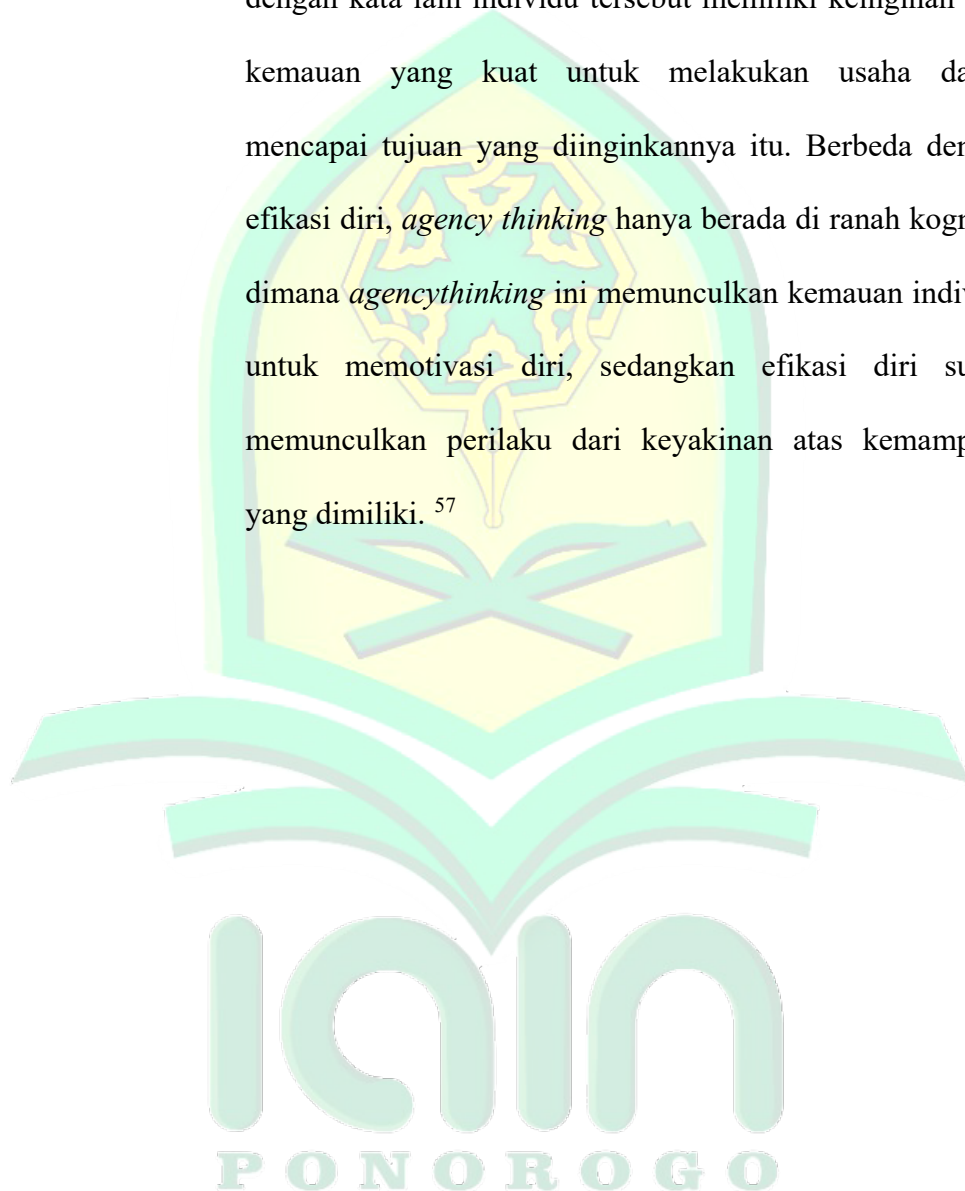 dengan kata lain individu tersebut memiliki keinginan
kemauan yang kuat untuk melakukan usaha da
mencapai tujuan yang diinginkannya itu. Berbeda den
efikasi diri, agency thinking hanya berada di ranah kogn
dimana agencythinking ini memunculkan kemauan indiv
untuk memotivasi diri, sedangkan efikasi diri su
memunculkan perilaku dari keyakinan atas kemamp
yang dimiliki. 57
iain
PONOROGO